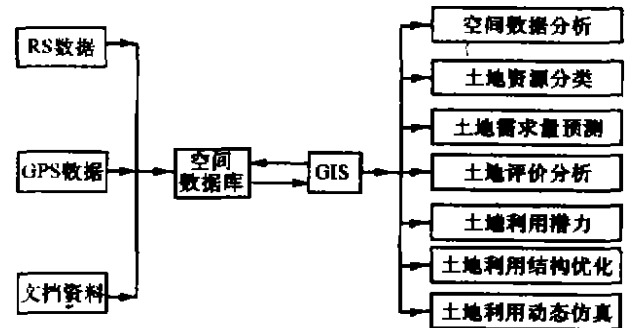 RS数据
GPS数据
文档资料
空间
数据库
GIS
空间数据分析
土地资源分类
土地需求量预测
土地评价分析
土地利用潜力
土地利用结构优化
土地利用动态仿真